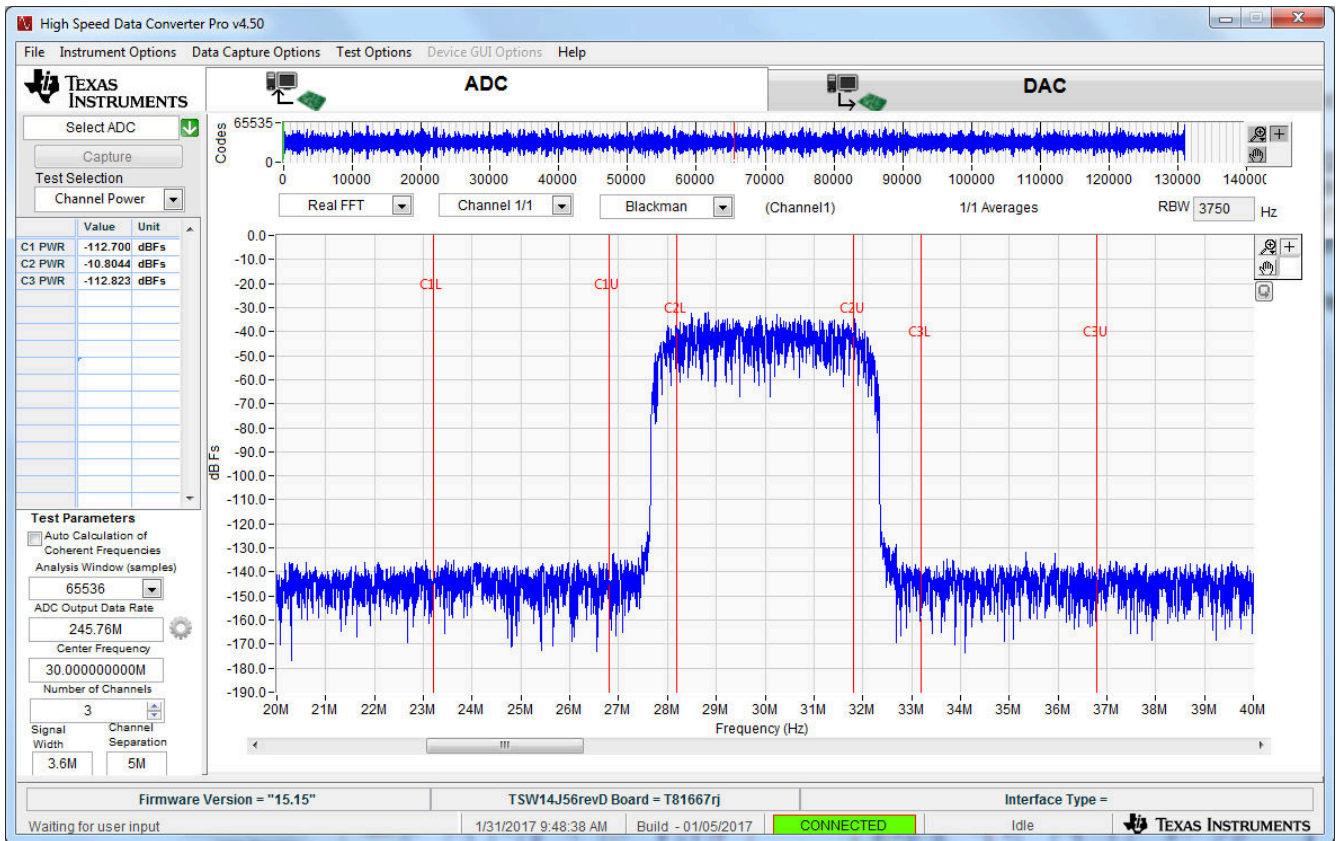 High Speed Data Converter Pro v4.50
File Instrument Options Data Capture Options Test Options Device GUI Options Help
TEXAS INSTRUMENTS
ADC
DAC
Select ADC
Capture
Test Selection
Channel Power
Value Unit
C1 PWR -112.700 dBFs
C2 PWR -10.8044 dBFs
C3 PWR -112.823 dBFs
Test Parameters
Auto Calculation of
Coherent Frequencies
Analysis Window (samples)
65536
ADC Output Data Rate
245.76M
Center Frequency
30.000000000M
Number of Channels
3
Signal Width
Channel Separation
3.6M
5M
Codes
65535
0
0 10000 20000 30000 40000 50000 60000 70000 80000 90000 100000 110000 120000 130000 14000
Real FFT Channel 1/1 Blackman (Channel1) 1/1 Averages RBW 3750 Hz
dB Fs
0.0
-10.0
-20.0
-30.0
-40.0
-50.0
-60.0
-70.0
-80.0
-90.0
-100.0
-110.0
-120.0
-130.0
-140.0
-150.0
-160.0
-170.0
-180.0
-190.0
C1L
C1U
C2L
C2U
C3L
C3U
20M 21M 22M 23M 24M 25M 26M 27M 28M 29M 30M 31M 32M 33M 34M 35M 36M 37M 38M 39M 40M
Frequency (Hz)
Firmware Version = "15.15"
TSW14J56revD Board = T81667rj
Interface Type =
Waiting for user input
1/31/2017 9:48:38 AM
Build - 01/05/2017
CONNECTED
Idle
TEXAS INSTRUMENTS